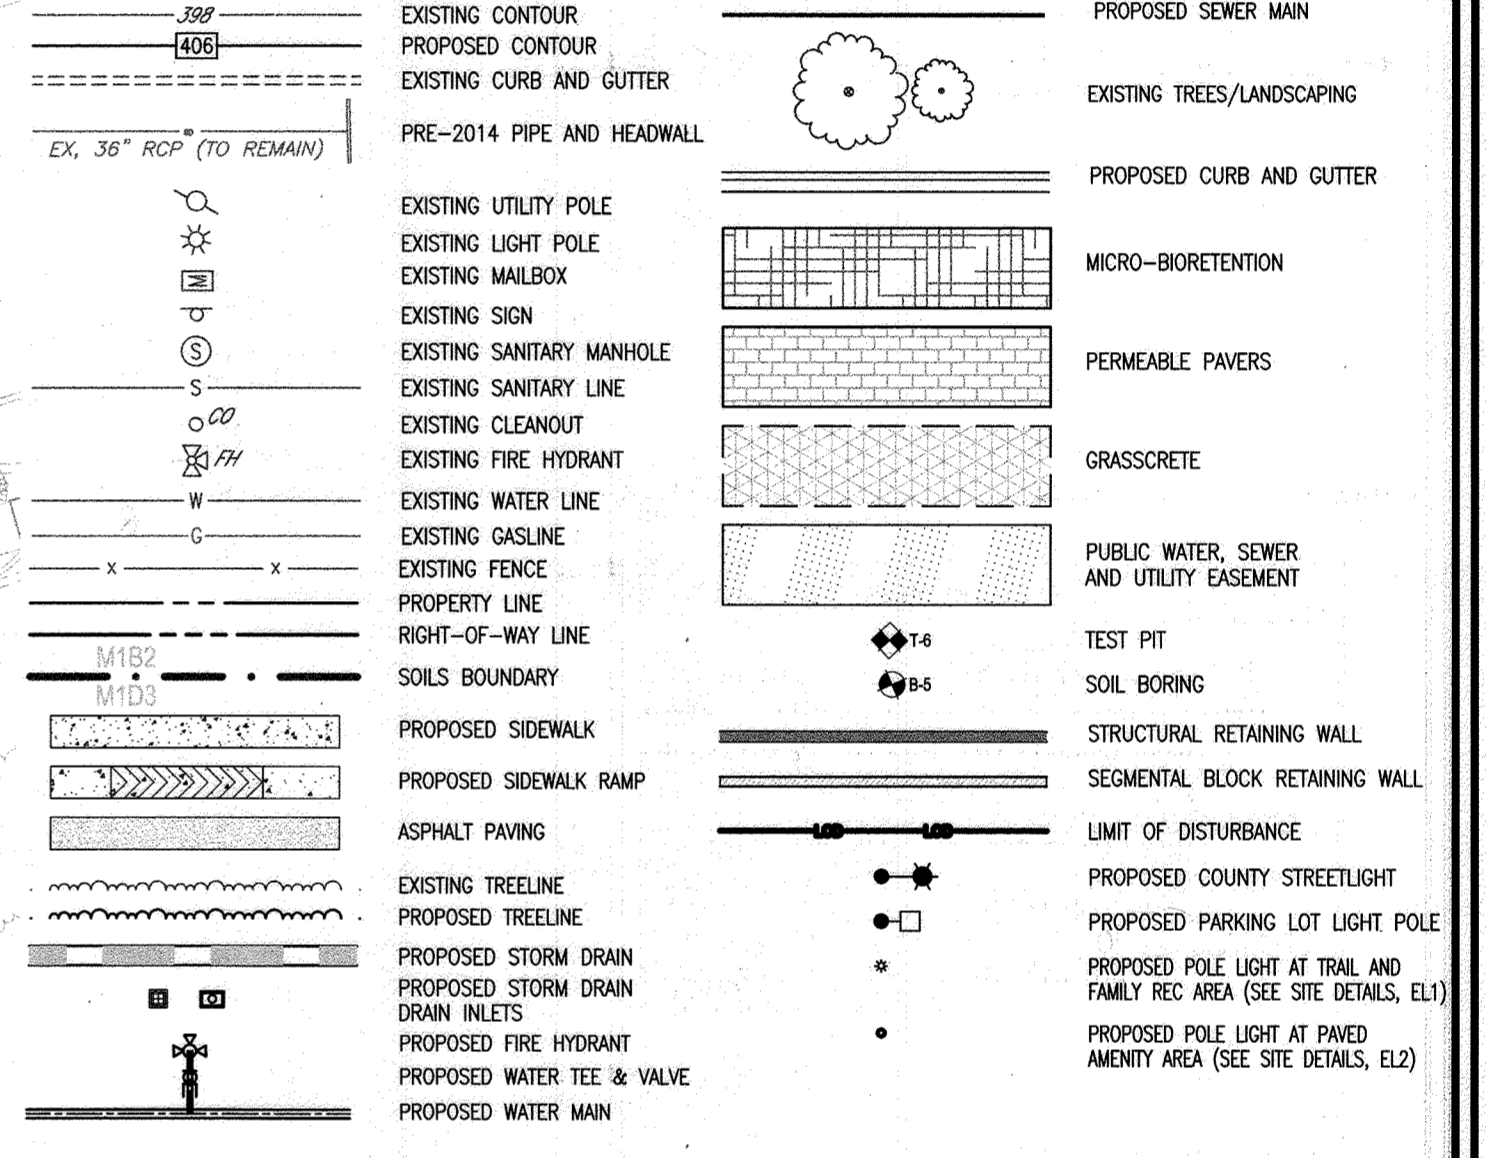 398 EXISTING CONTOUR
406 PROPOSED CONTOUR
EXISTING CURB AND GUTTER
PRE-2014 PIPE AND HEADWALL
EX, 36" RCP (TO REMAIN)
EXISTING UTILITY POLE
EXISTING LIGHT POLE
M EXISTING MAILBOX
EXISTING SIGN
S EXISTING SANITARY MANHOLE
S EXISTING SANITARY LINE
CO EXISTING CLEANOUT
FH EXISTING FIRE HYDRANT
W EXISTING WATER LINE
G EXISTING GASLINE
X X EXISTING FENCE
PROPERTY LINE
RIGHT-OF-WAY LINE
M1B2
SOILS BOUNDARY
M1D3
PROPOSED SIDEWALK
PROPOSED SIDEWALK RAMP
ASPHALT PAVING
EXISTING TREELINE
PROPOSED TREELINE
PROPOSED STORM DRAIN
PROPOSED STORM DRAIN
DRAIN INLETS
PROPOSED FIRE HYDRANT
PROPOSED WATER TEE & VALVE
PROPOSED WATER MAIN
PROPOSED SEWER MAIN
EXISTING TREES/LANDSCAPING
PROPOSED CURB AND GUTTER
MICRO-BIORETENTION
PERMEABLE PAVERS
GRASSCRETE
PUBLIC WATER, SEWER
AND UTILITY EASEMENT
T-6 TEST PIT
B-5 SOIL BORING
STRUCTURAL RETAINING WALL
SEGMENTAL BLOCK RETAINING WALL
LOD LOD LIMIT OF DISTURBANCE
PROPOSED COUNTY STREETLIGHT
PROPOSED PARKING LOT LIGHT POLE
PROPOSED POLE LIGHT AT TRAIL AND
FAMILY REC AREA (SEE SITE DETAILS, EL1)
PROPOSED POLE LIGHT AT PAVED
AMENITY AREA (SEE SITE DETAILS, EL2)